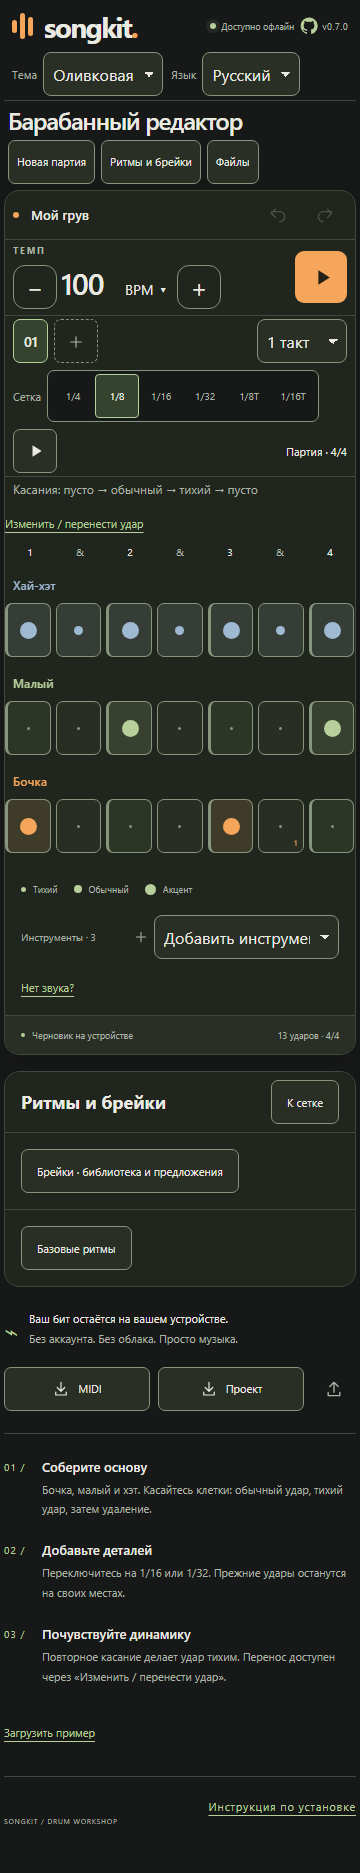 songkit.
Доступно офлайн v0.7.0
Тема Оливковая Язык Русский
Барабанный редактор
Новая партия Ритмы и брейки Файлы
Мой грув
ТЕМП
− 100 BPM ▾ +
01 + 1 такт
Сетка 1/4 1/8 1/16 1/32 1/8T 1/16T
Партия · 4/4
Касания: пусто → обычный → тихий → пусто
Изменить / перенести удар
1 & 2 & 3 & 4
Хай-хэт
Малый
Бочка
1
Тихий Обычный Акцент
Инструменты · 3 + Добавить инструмен
Нет звука?
Черновик на устройстве 13 ударов · 4/4
Ритмы и брейки К сетке
Брейки · библиотека и предложения
Базовые ритмы
Ваш бит остаётся на вашем устройстве.
Без аккаунта. Без облака. Просто музыка.
MIDI Проект
01 / Соберите основу
Бочка, малый и хэт. Касайтесь клетки: обычный удар, тихий
удар, затем удаление.
02 / Добавьте деталей
Переключитесь на 1/16 или 1/32. Прежние удары останутся
на своих местах.
03 / Почувствуйте динамику
Повторное касание делает удар тихим. Перенос доступен
через «Изменить / перенести удар».
Загрузить пример
Инструкция по установке
SONGKIT / DRUM WORKSHOP